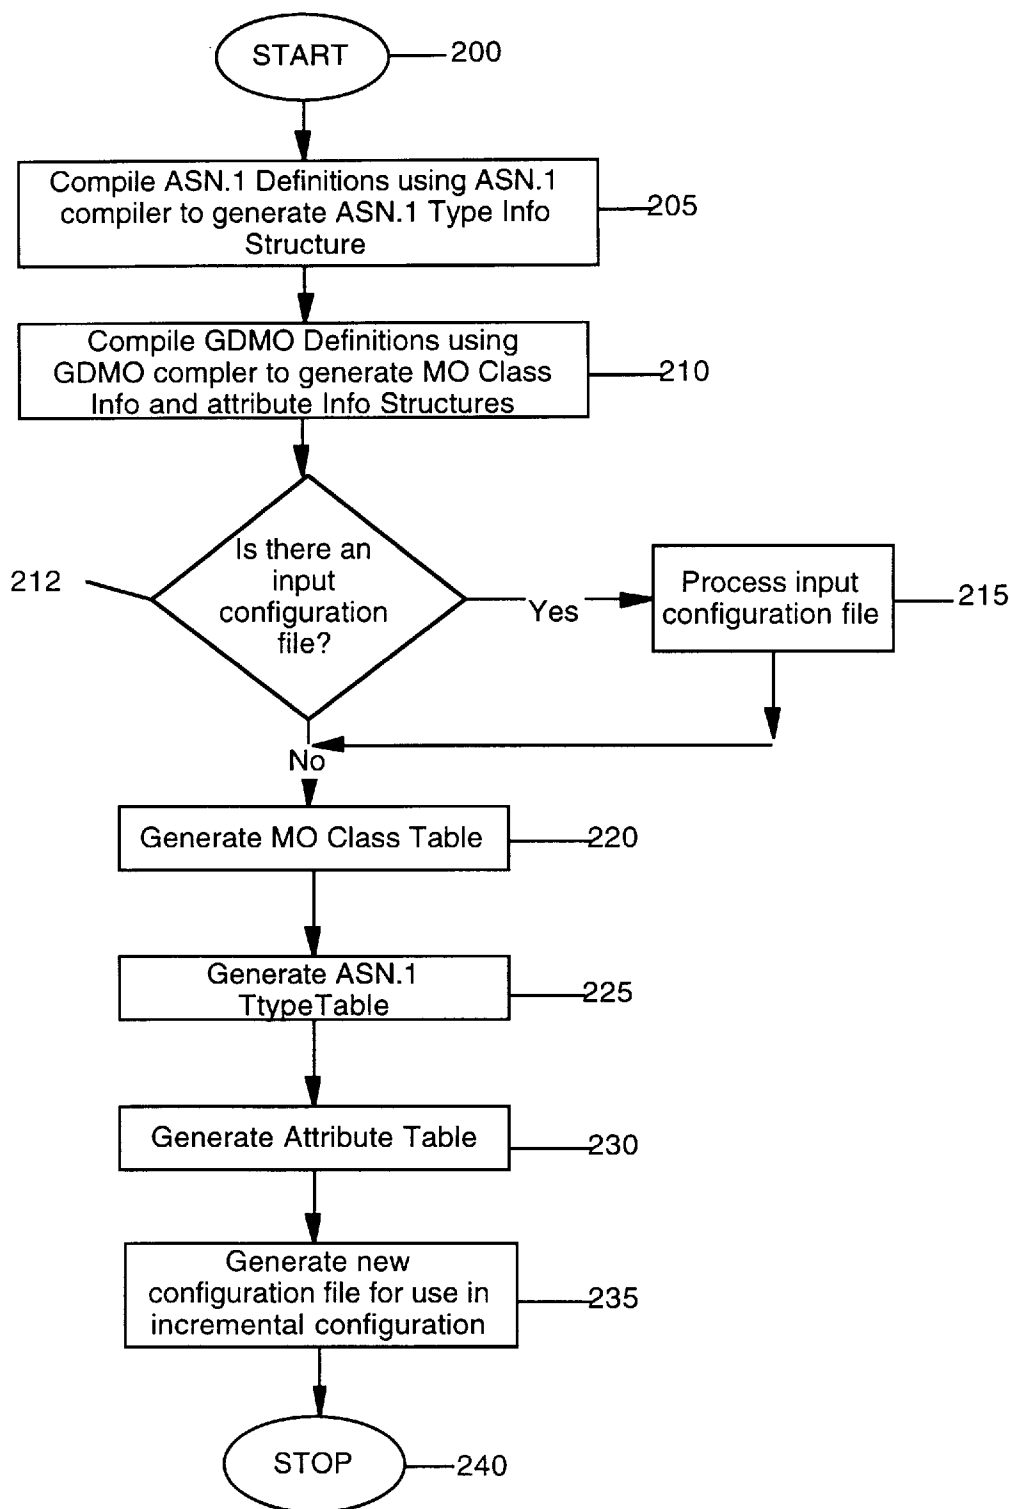 START
200
Compile ASN.1 Definitions using ASN.1
compiler to generate ASN.1 Type Info
Structure
205
Compile GDMO Definitions using
GDMO compler to generate MO Class
Info and attribute Info Structures
210
Is there an
input
configuration
file?
212
Yes
Process input
configuration file
215
No
Generate MO Class Table
220
Generate ASN.1
TtypeTable
225
Generate Attribute Table
230
Generate new
configuration file for use in
incremental configuration
235
STOP
240